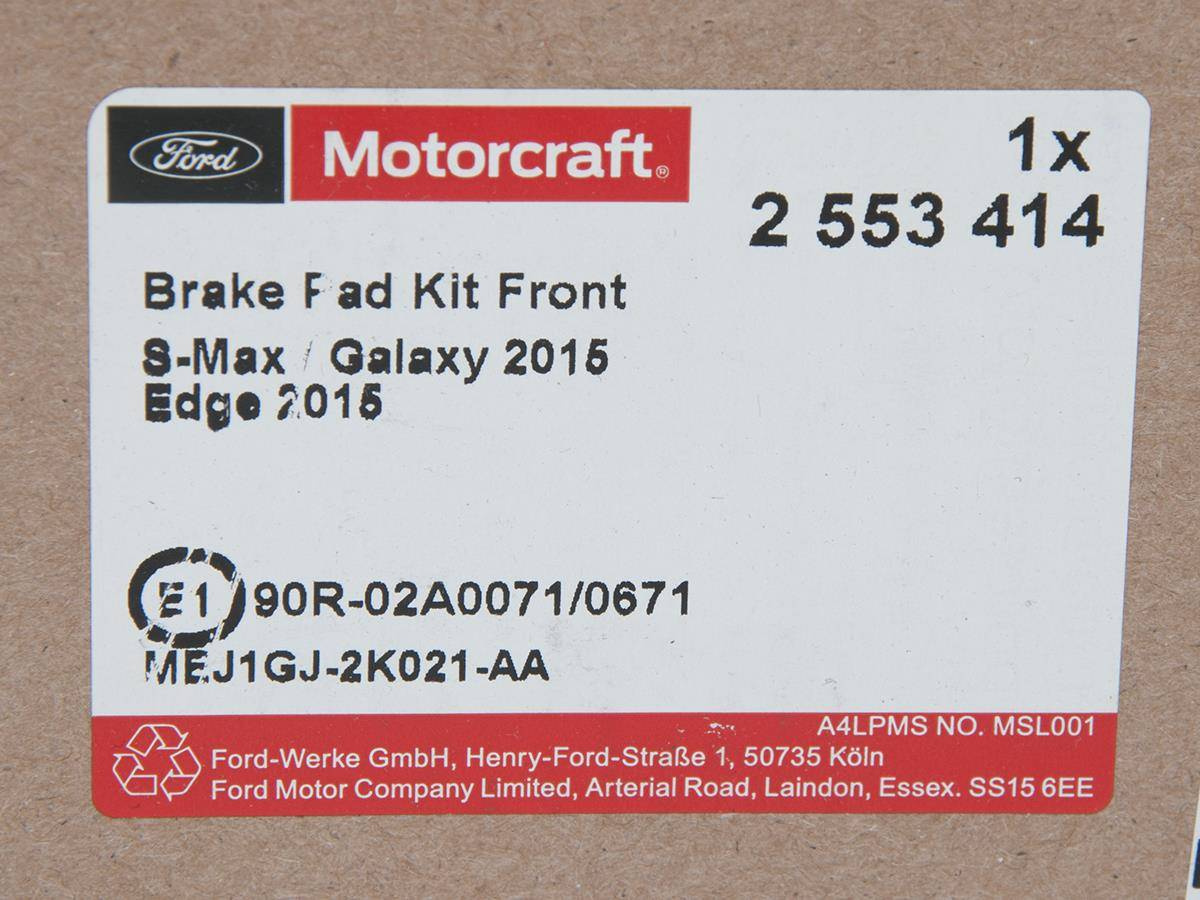 Ford Motorcraft®
1x
2 553 414
Brake Pad Kit Front
S-Max / Galaxy 2015
Edge 2015
E1 90R-02A0071/0671
MEJ1GJ-2K021-AA
A4LPMS NO. MSL001
Ford-Werke GmbH, Henry-Ford-Straße 1, 50735 Köln
Ford Motor Company Limited, Arterial Road, Laindon, Essex. SS15 6EE